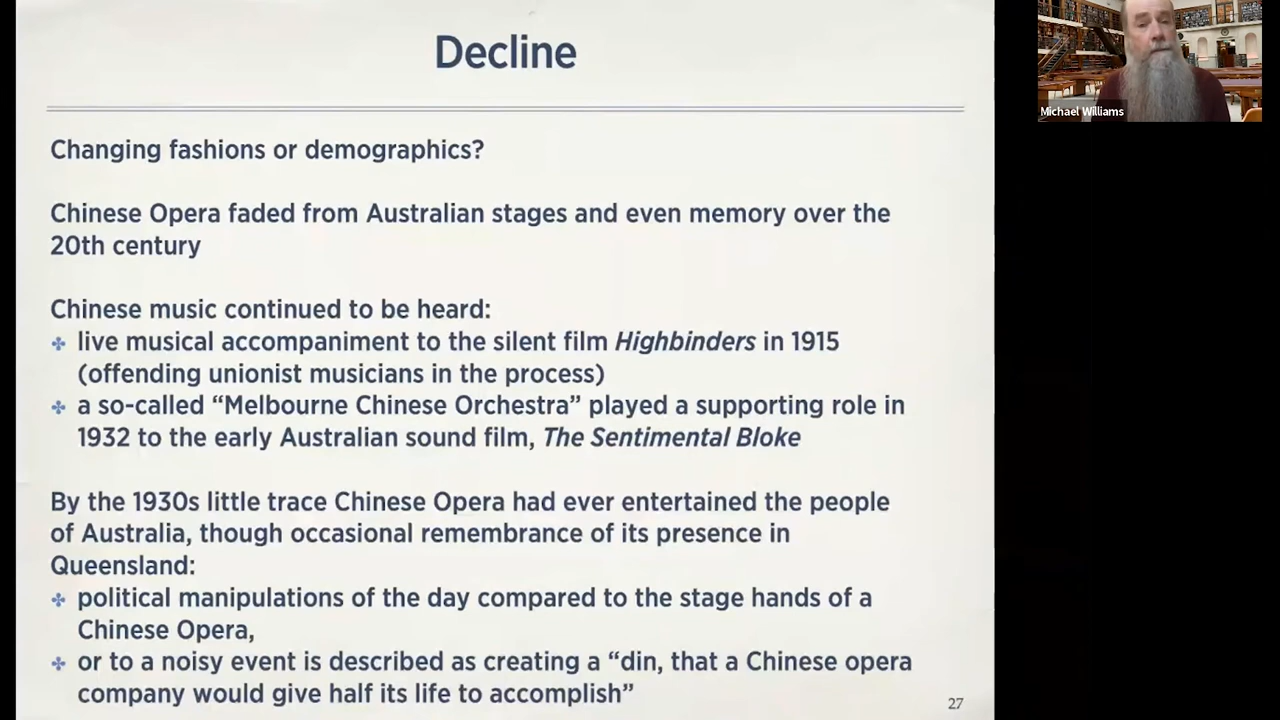 Decline
Changing fashions or demographics?
Chinese Opera faded from Australian stages and even memory over the
20th century
Chinese music continued to be heard:
✤ live musical accompaniment to the silent film Highbinders in 1915
(offending unionist musicians in the process)
✤ a so-called “Melbourne Chinese Orchestra” played a supporting role in
1932 to the early Australian sound film, The Sentimental Bloke
By the 1930s little trace Chinese Opera had ever entertained the people
of Australia, though occasional remembrance of its presence in
Queensland:
✤ political manipulations of the day compared to the stage hands of a
Chinese Opera,
✤ or to a noisy event is described as creating a “din, that a Chinese opera
company would give half its life to accomplish”
27
Michael Williams